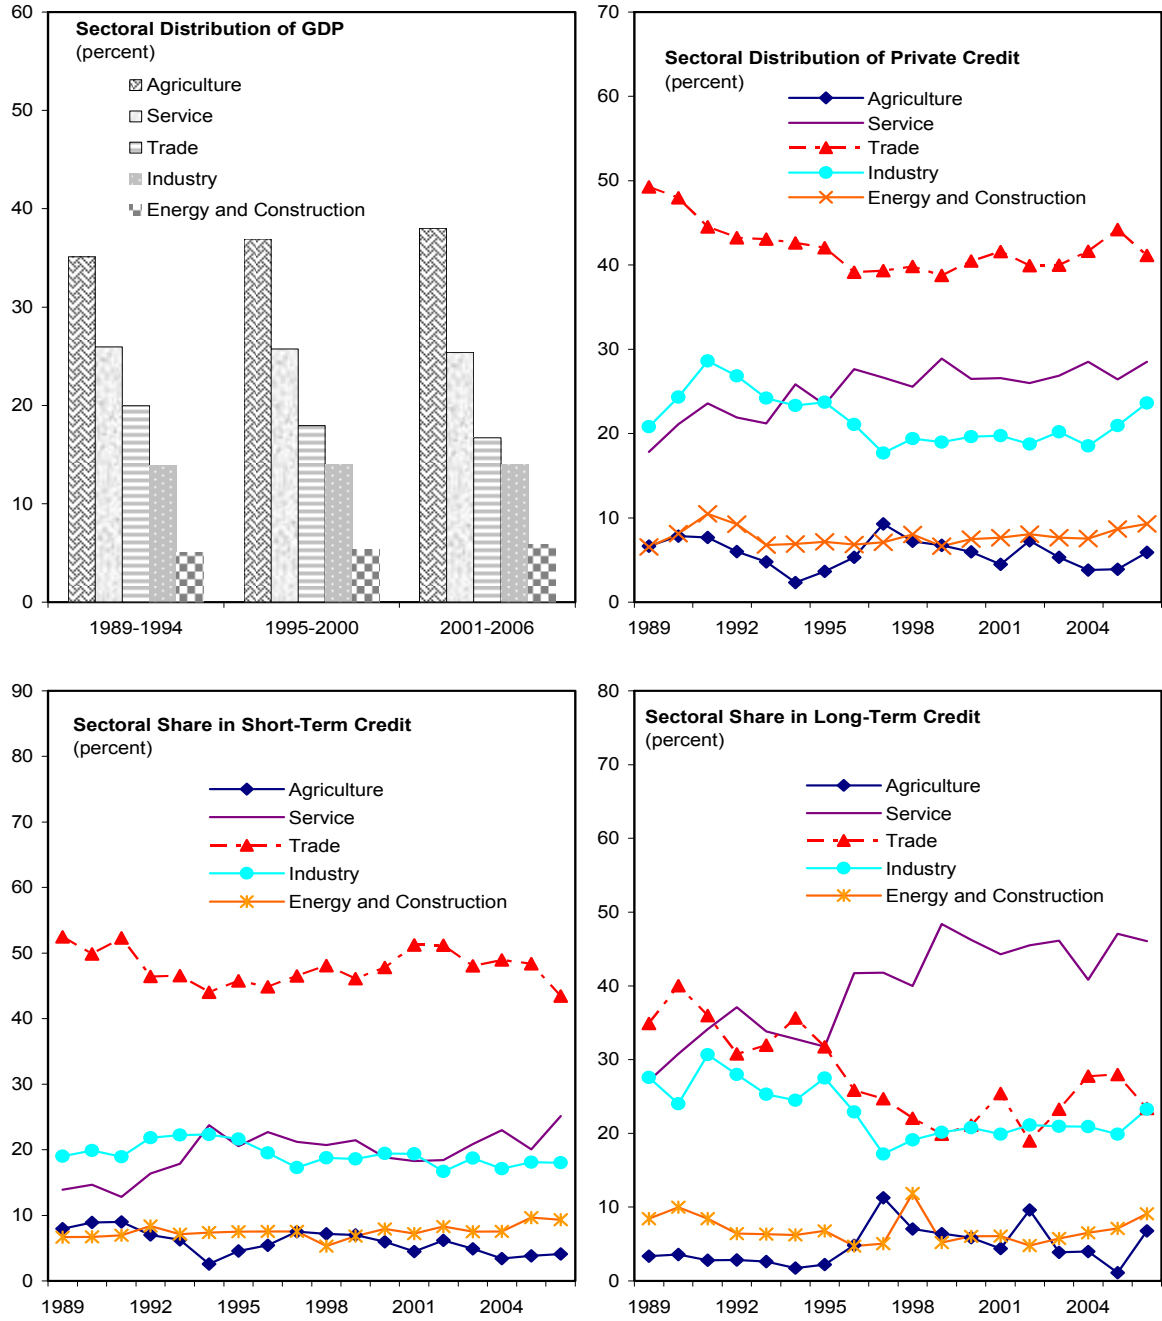 Sectoral Distribution of GDP
(percent)
Agriculture
Service
Trade
Industry
Energy and Construction
60
50
40
30
20
10
0
1989-1994
1995-2000
2001-2006
Sectoral Distribution of Private Credit
(percent)
Agriculture
Service
Trade
Industry
Energy and Construction
70
60
50
40
30
20
10
0
1989
1992
1995
1998
2001
2004
Sectoral Share in Short-Term Credit
(percent)
Agriculture
Service
Trade
Industry
Energy and Construction
90
80
70
60
50
40
30
20
10
0
1989
1992
1995
1998
2001
2004
Sectoral Share in Long-Term Credit
(percent)
Agriculture
Service
Trade
Industry
Energy and Construction
80
70
60
50
40
30
20
10
0
1989
1992
1995
1998
2001
2004